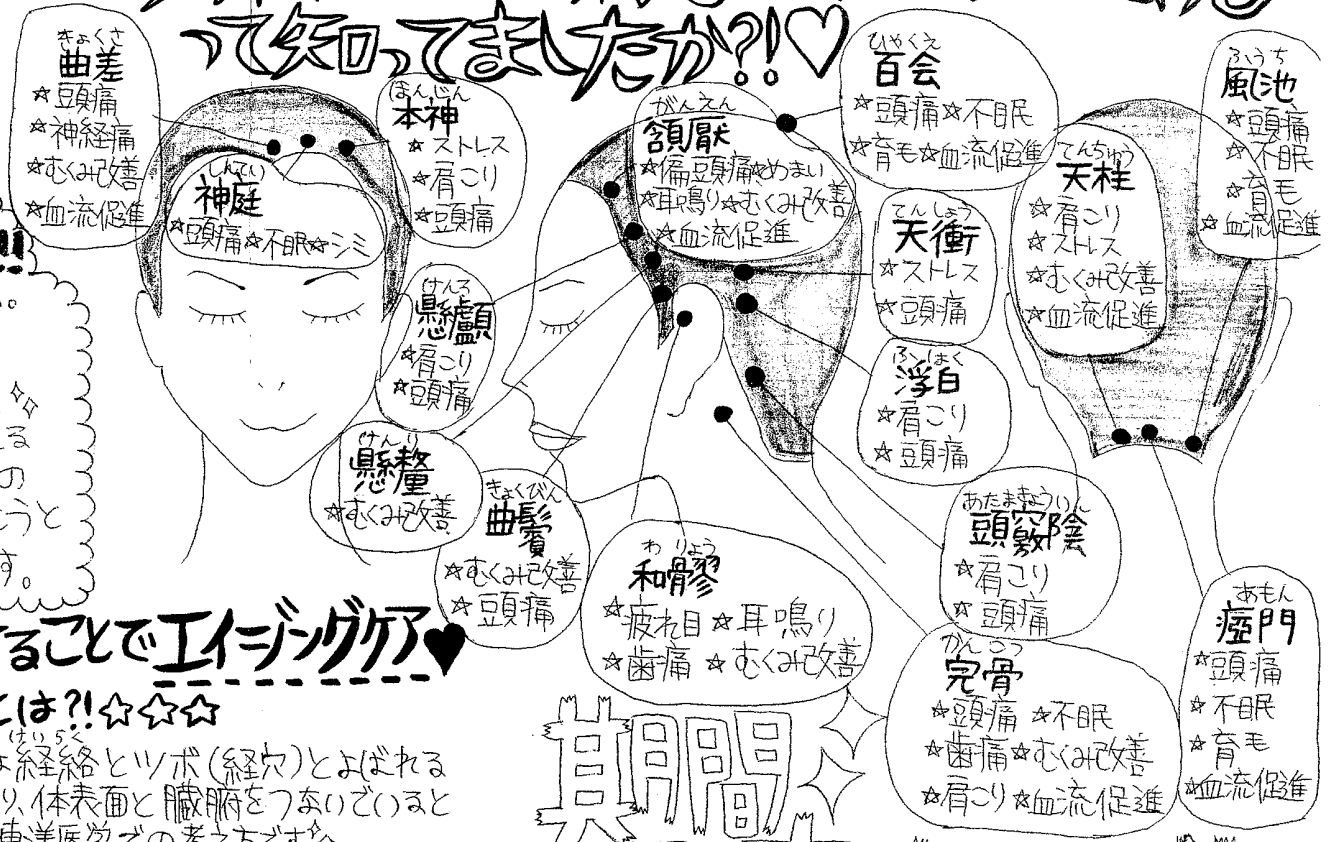 って知ってましたか?!♡
きょくさ
曲差
☆頭痛
☆神経痛
☆むくみ改善
☆血流促進
ほんじん
本神
☆ストレス
☆肩こり
☆頭痛
しんてい
神庭
☆頭痛☆不眠☆シミ
がんえん
頷厭
☆偏頭痛☆めまい
☆耳鳴り☆むくみ改善
☆血流促進
ひゃくえ
百会
☆頭痛☆不眠
☆育毛☆血流促進
ふうち
風池
☆頭痛
☆不眠
☆育毛
☆血流促進
てんちゅう
天柱
☆肩こり
☆ストレス
☆むくみ改善
☆血流促進
てんしょう
天衝
☆ストレス
☆頭痛
けんろ
懸顱
☆肩こり
☆頭痛
ふはく
浮白
☆肩こり
☆頭痛
けんり
懸釐
☆むくみ改善
きょくびん
曲鬢
☆むくみ改善
☆頭痛
わりょう
和髎
☆疲れ目☆耳鳴り
☆歯痛☆むくみ改善
あたまきょういん
頭竅陰
☆肩こり
☆頭痛
かんこつ
完骨
☆頭痛☆不眠
☆歯痛☆むくみ改善
☆肩こり☆血流促進
あもん
瘂門
☆頭痛
☆不眠
☆育毛
☆血流促進
!!
る
の
うと
す。
ることでエイジングケア♥
は?!☆☆☆
けいらく
経絡とツボ(経穴)とよばれる
り、体表面と臓腑をつないでいると
東洋医学での考え方です☆
期間